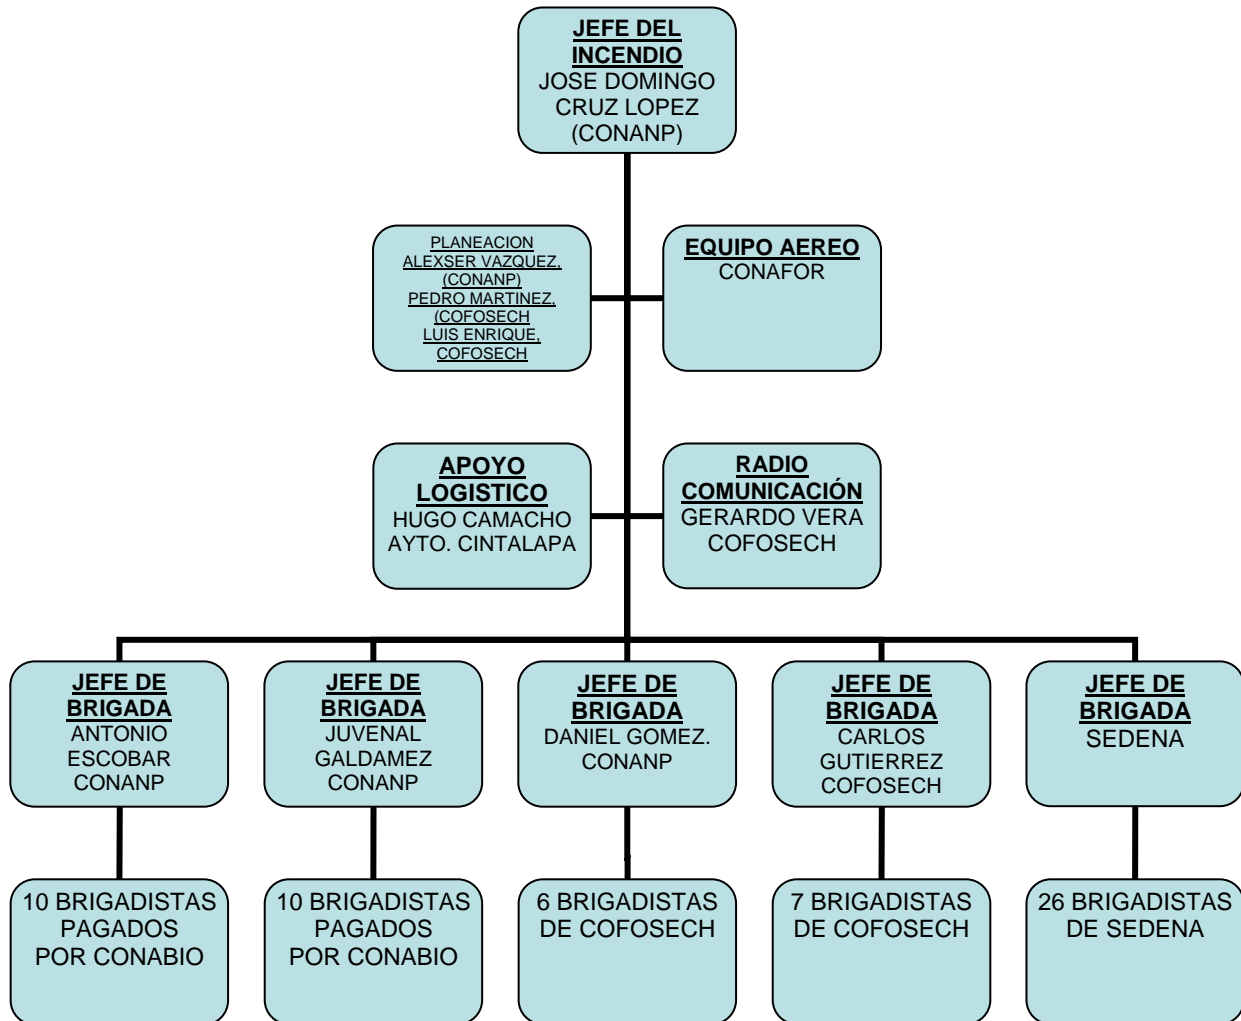 JEFE DEL
INCENDIO
JOSE DOMINGO
CRUZ LOPEZ
(CONANP)
PLANEACION
ALEXSER VAZQUEZ,
(CONANP)
PEDRO MARTINEZ,
(COFOSECH
LUIS ENRIQUE,
COFOSECH
EQUIPO AEREO
CONAFOR
APOYO
LOGISTICO
HUGO CAMACHO
AYTO. CINTALAPA
RADIO
COMUNICACIÓN
GERARDO VERA
COFOSECH
JEFE DE
BRIGADA
ANTONIO
ESCOBAR
CONANP
JEFE DE
BRIGADA
JUVENAL
GALDAMEZ
CONANP
JEFE DE
BRIGADA
DANIEL GOMEZ.
CONANP
JEFE DE
BRIGADA
CARLOS
GUTIERREZ
COFOSECH
JEFE DE
BRIGADA
SEDENA
10 BRIGADISTAS
PAGADOS
POR CONABIO
10 BRIGADISTAS
PAGADOS
POR CONABIO
6 BRIGADISTAS
DE COFOSECH
7 BRIGADISTAS
DE COFOSECH
26 BRIGADISTAS
DE SEDENA